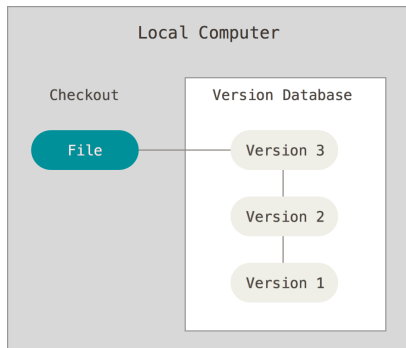 Local Computer
Checkout
Version Database
File
Version 3
Version 2
Version 1